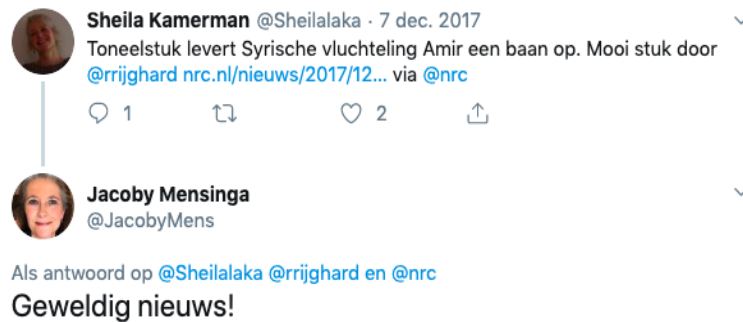 Sheila Kamerman @Sheilalaka · 7 dec. 2017
Toneelstuk levert Syrische vluchteling Amir een baan op. Mooi stuk door
@rrijghard nrc.nl/nieuws/2017/12... via @nrc
1 2
Jacoby Mensinga
@JacobyMens
Als antwoord op @Sheilalaka @rrijghard en @nrc
Geweldig nieuws!